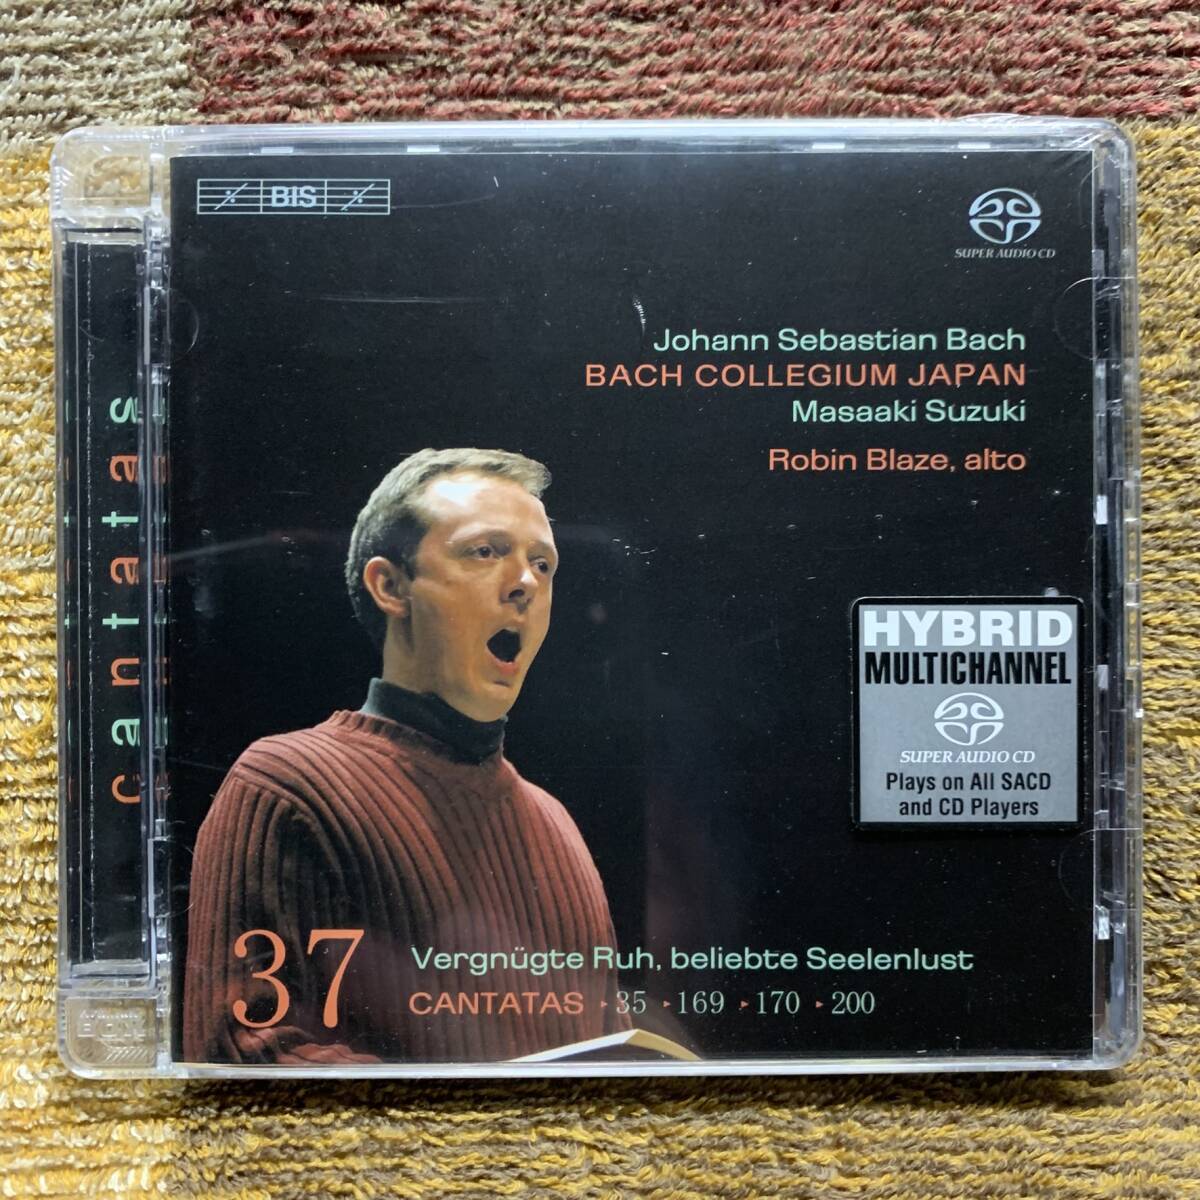 BIS
SUPER AUDIO CD
Johann Sebastian Bach
BACH COLLEGIUM JAPAN
Masaaki Suzuki
Robin Blaze, alto
cantatas
HYBRID
MULTICHANNEL
SUPER AUDIO CD
Plays on All SACD
and CD Players
37
Vergnügte Ruh, beliebte Seelenlust
CANTATAS ▸35 ▸169 ▸170 ▸200